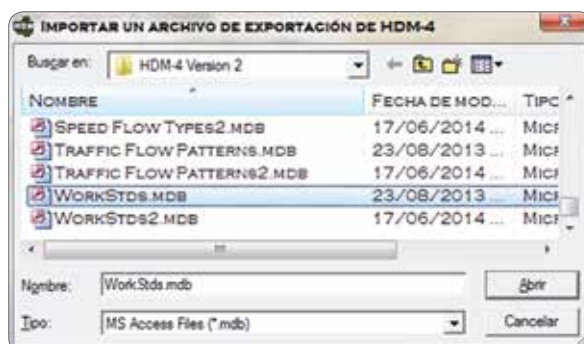 IMPORTAR UN ARCHIVO DE EXPORTACIÓN DE HDM-4
Buscar en: HDM-4 Version 2
NOMBRE FECHA DE MOD... TIPO
SPEED FLOW TYPES2.MDB 17/06/2014 ... MICR
TRAFFIC FLOW PATTERNS.MDB 23/08/2013 ... MICR
TRAFFIC FLOW PATTERNS2.MDB 17/06/2014 ... MICR
WORKSTDS.MDB 23/08/2013 ... MICR
WORKSTDS2.MDB 17/06/2014 ... MICR
Nombre: WorkStds.mdb Abrir
Tipo: MS Access Files (*.mdb) Cancelar